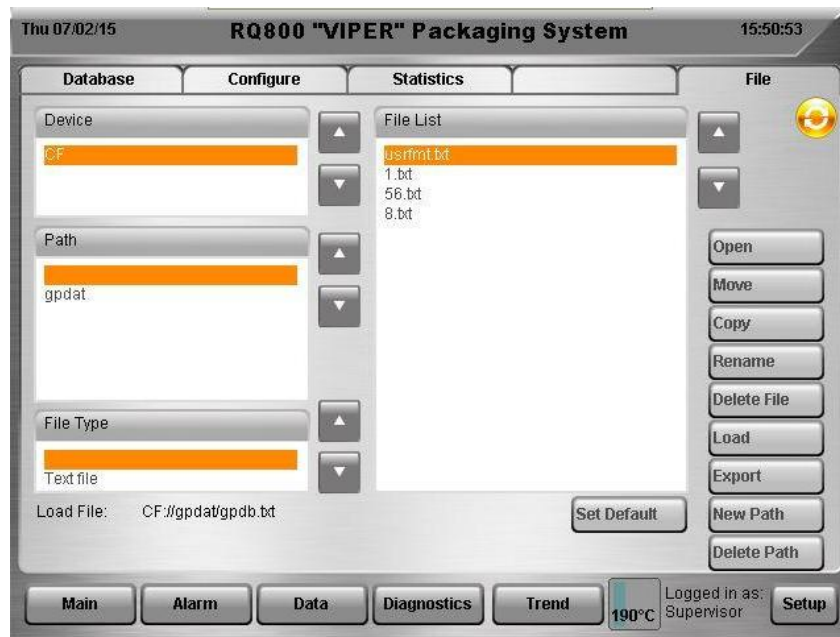 Thu 07/02/15
RQ800 "VIPER" Packaging System
15:50:53
Database
Configure
Statistics
File
Device
CF
Path
gpdat
File Type
Text file
File List
usrfmt.txt
1.txt
56.txt
8.txt
Open
Move
Copy
Rename
Delete File
Load
Export
New Path
Delete Path
Load File: CF://gpdat/gpdb.txt
Set Default
Main
Alarm
Data
Diagnostics
Trend
190°C
Logged in as:
Supervisor
Setup